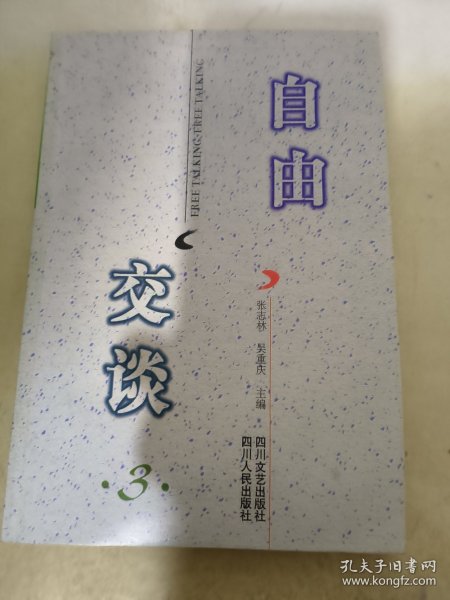 自由
交谈
·3·
FREE TALKING·FREE TALKING
张志林 吴重庆 主编
四川文艺出版社
四川人民出版社
孔夫子旧书网
www.kongfz.com